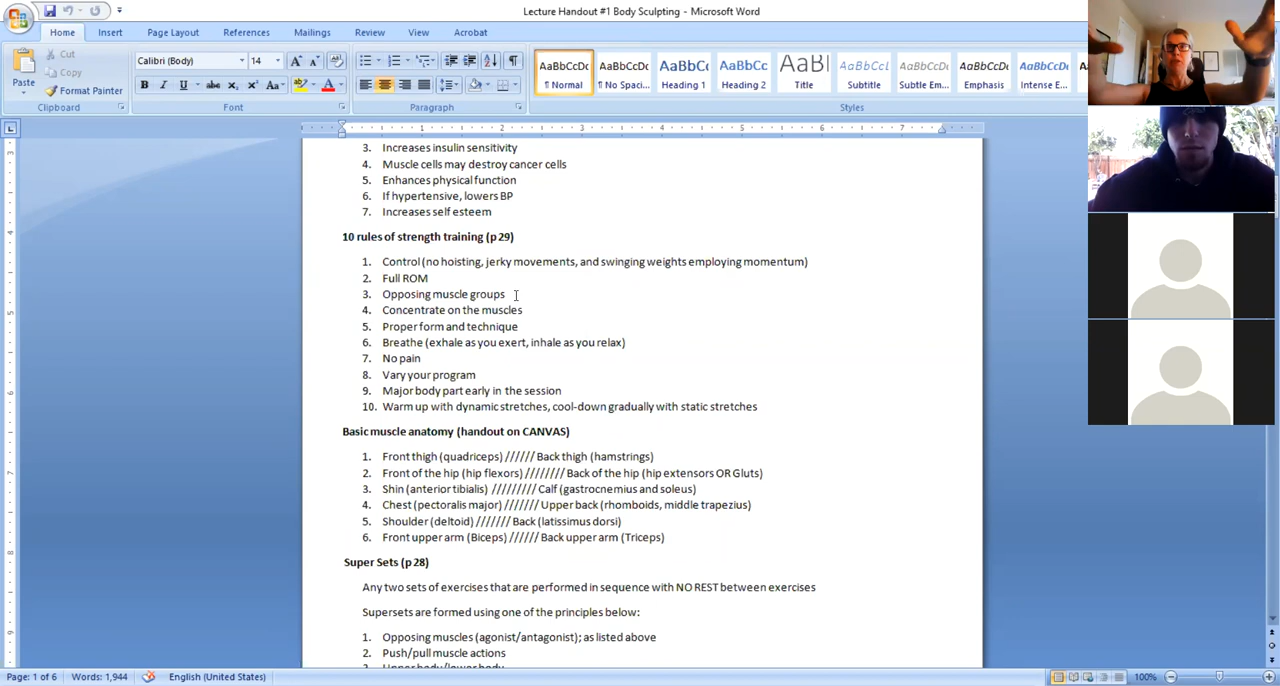 Lecture Handout #1 Body Sculpting - Microsoft Word
Home Insert Page Layout References Mailings Review View Acrobat
Paste
Cut
Copy
Format Painter
Clipboard
Calibri (Body) 14
Font
Paragraph
AaBbCcDc AaBbCcDc AaBbC AaBbCc AaBl AaBbCcL AaBbCcDc AaBbCcDc AaBbCcDc
¶ Normal ¶ No Spaci... Heading 1 Heading 2 Title Subtitle Subtle Em... Emphasis Intense E...
Styles
3. Increases insulin sensitivity
4. Muscle cells may destroy cancer cells
5. Enhances physical function
6. If hypertensive, lowers BP
7. Increases self esteem
10 rules of strength training (p29)
1. Control (no hoisting, jerky movements, and swinging weights employing momentum)
2. Full ROM
3. Opposing muscle groups
4. Concentrate on the muscles
5. Proper form and technique
6. Breathe (exhale as you exert, inhale as you relax)
7. No pain
8. Vary your program
9. Major body part early in the session
10. Warm up with dynamic stretches, cool-down gradually with static stretches
Basic muscle anatomy (handout on CANVAS)
1. Front thigh (quadriceps) ////// Back thigh (hamstrings)
2. Front of the hip (hip flexors) //////// Back of the hip (hip extensors OR Gluts)
3. Shin (anterior tibialis) ///////// Calf (gastrocnemius and soleus)
4. Chest (pectoralis major) /////// Upper back (rhomboids, middle trapezius)
5. Shoulder (deltoid) /////// Back (latissimus dorsi)
6. Front upper arm (Biceps) ////// Back upper arm (Triceps)
Super Sets (p28)
Any two sets of exercises that are performed in sequence with NO REST between exercises
Supersets are formed using one of the principles below:
1. Opposing muscles (agonist/antagonist); as listed above
2. Push/pull muscle actions
3. Upper body/lower body
Page: 1 of 6 Words: 1,944 English (United States) 100%